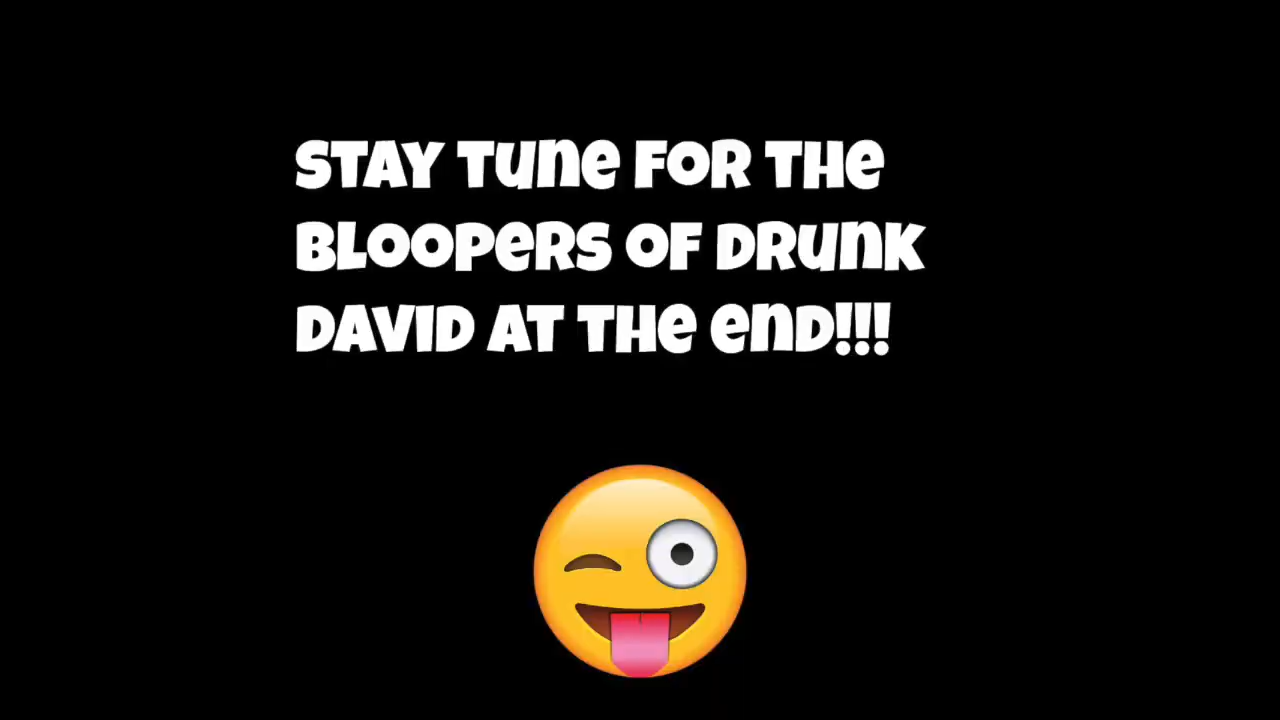 STAY TUNE FOR THE
BLOOPERS OF DRUNK
DAVID AT THE END!!!